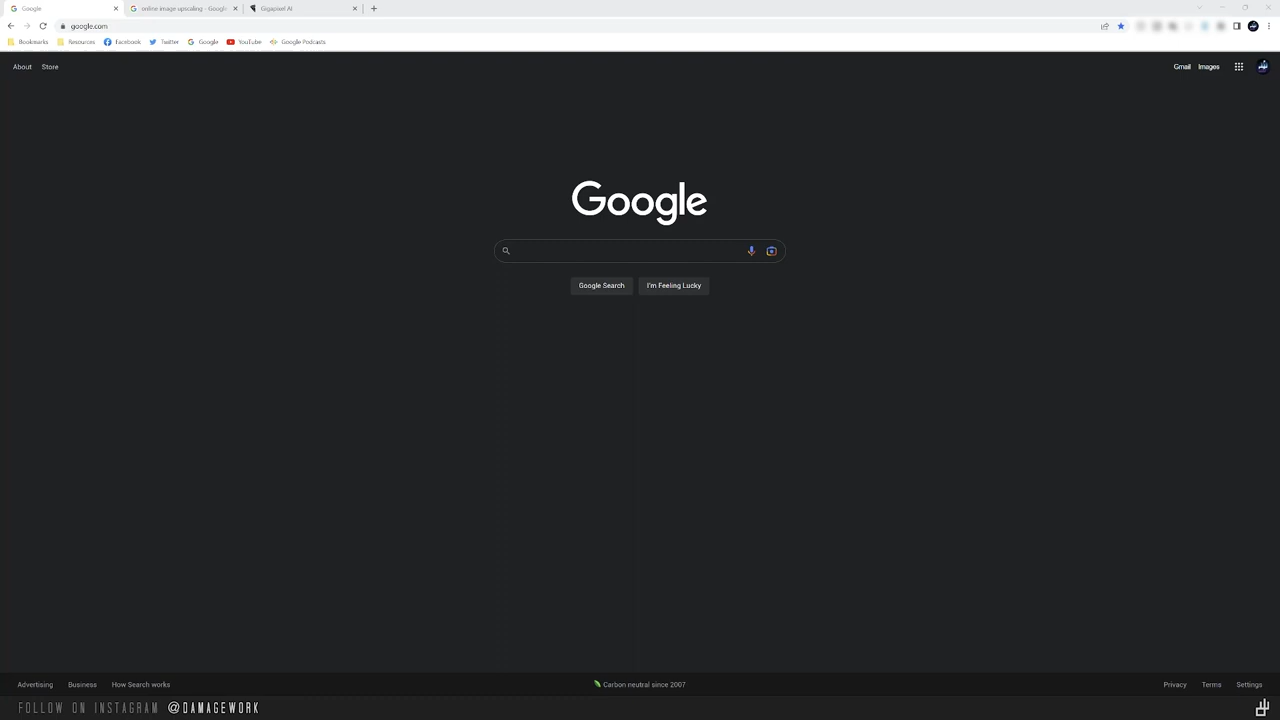 Google
online image upscaling - Google
Gigapixel AI
google.com
Bookmarks
Resources
Facebook
Twitter
Google
YouTube
Google Podcasts
About
Store
Gmail
Images
Google
Google Search
I'm Feeling Lucky
Advertising
Business
How Search works
Carbon neutral since 2007
Privacy
Terms
Settings
FOLLOW ON INSTAGRAM @DAMAGEWORK